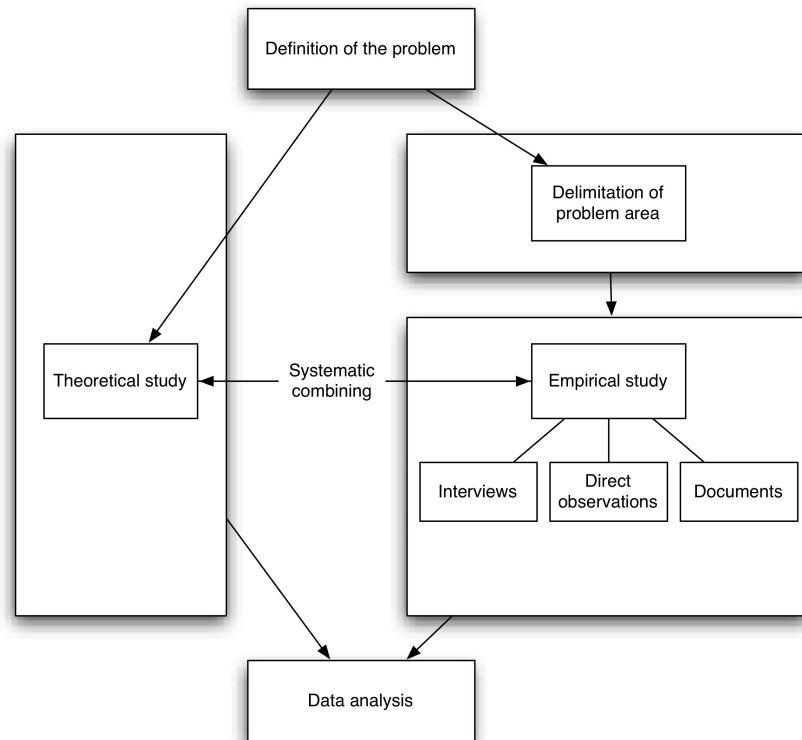 Definition of the problem
Delimitation of
problem area
Theoretical study
Systematic
combining
Empirical study
Interviews
Direct
observations
Documents
Data analysis